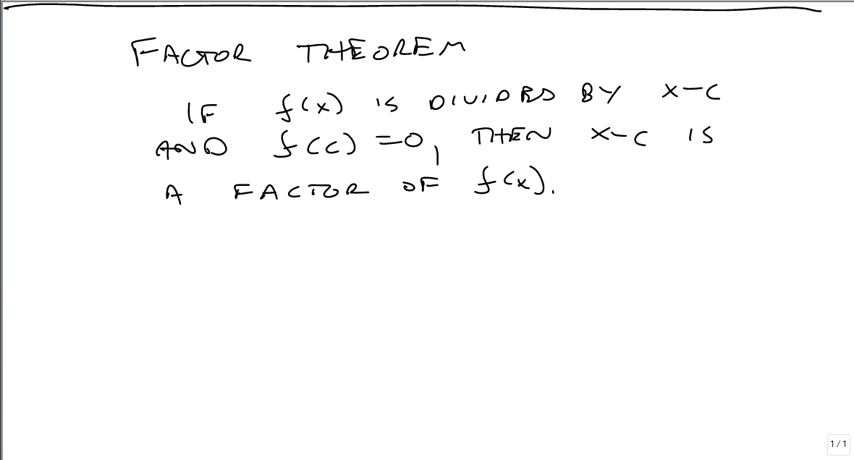 FACTOR THEOREM
IF f(x) IS DIVIDED BY x-c
AND f(c) =0, THEN x-c IS
A FACTOR OF f(x).
1/1